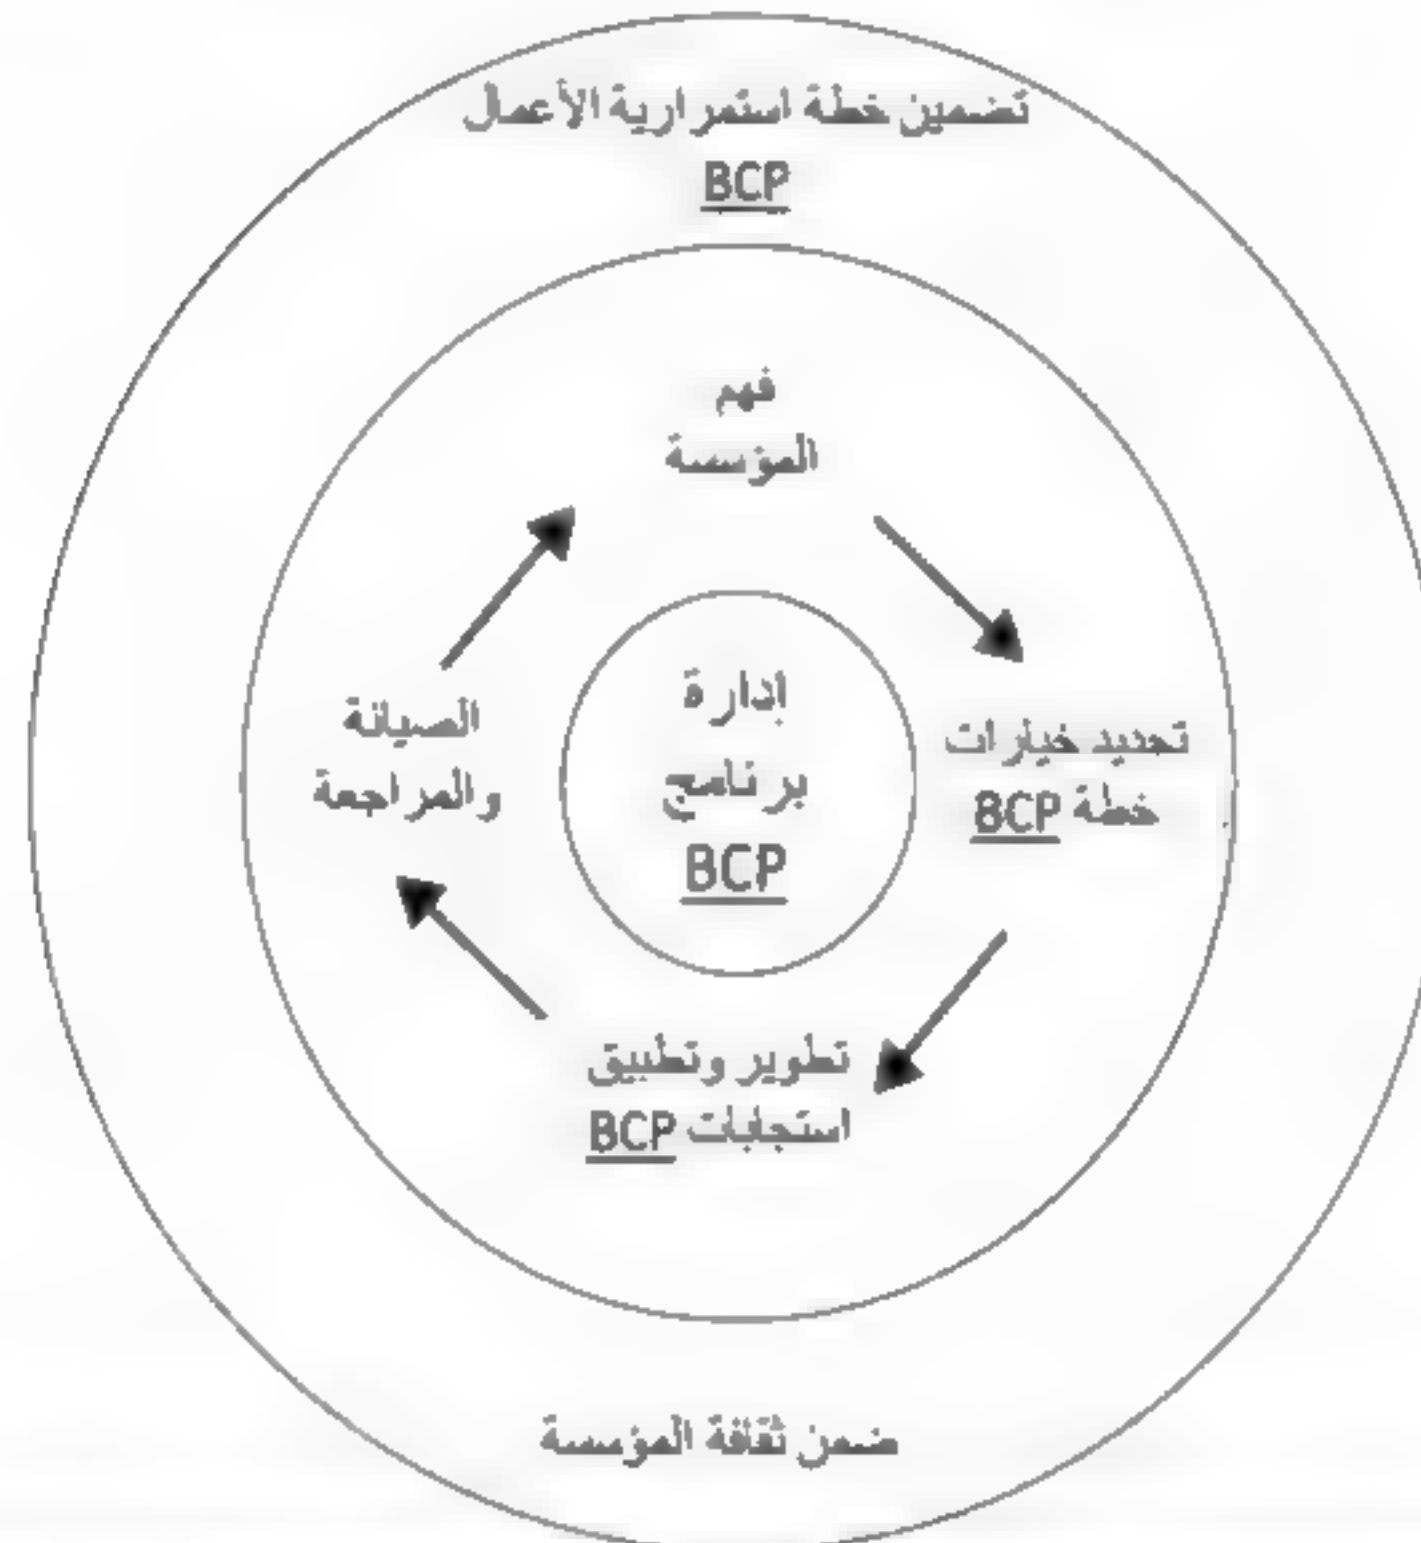 تضمين خطة استمرارية الأعمال
BCP
فهم
المؤسسة
تحديد خيارات
خطة BCP
تطوير وتطبيق
استجابات BCP
الصيانة
والمراجعة
إدارة
برنامج
BCP
ضمن ثقافة المؤسسة